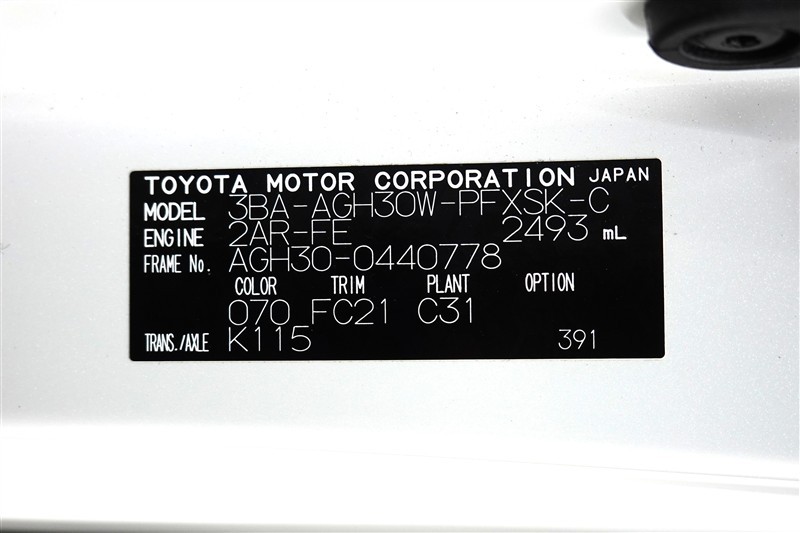 TOYOTA MOTOR CORPORATION JAPAN
MODEL 3BA-AGH30W-PFXSK-C
ENGINE 2AR-FE 2493 mL
FRAME No. AGH30-0440778
COLOR TRIM PLANT OPTION
070 FC21 C31
TRANS./AXLE K115 391